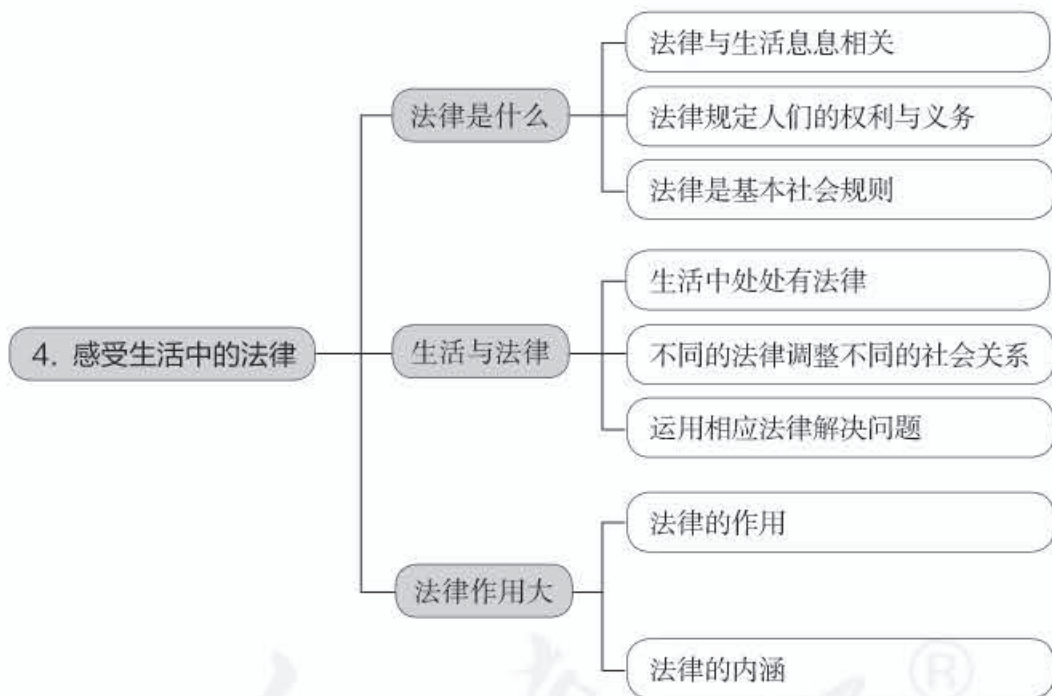 4. 感受生活中的法律
法律是什么
法律与生活息息相关
法律规定人们的权利与义务
法律是基本社会规则
生活与法律
生活中处处有法律
不同的法律调整不同的社会关系
运用相应法律解决问题
法律作用大
法律的作用
法律的内涵
®